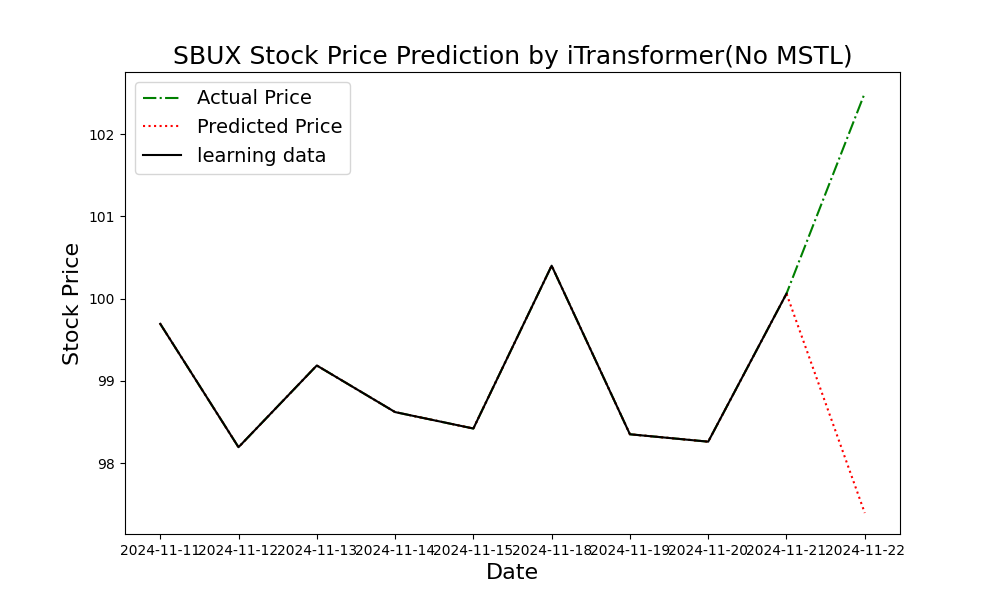 SBUX Stock Price Prediction by iTransformer(No MSTL)
Actual Price
Predicted Price
learning data
102
101
100
99
98
Stock Price
2024-11-11
2024-11-12
2024-11-13
2024-11-14
2024-11-15
2024-11-18
2024-11-19
2024-11-20
2024-11-21
2024-11-22
Date